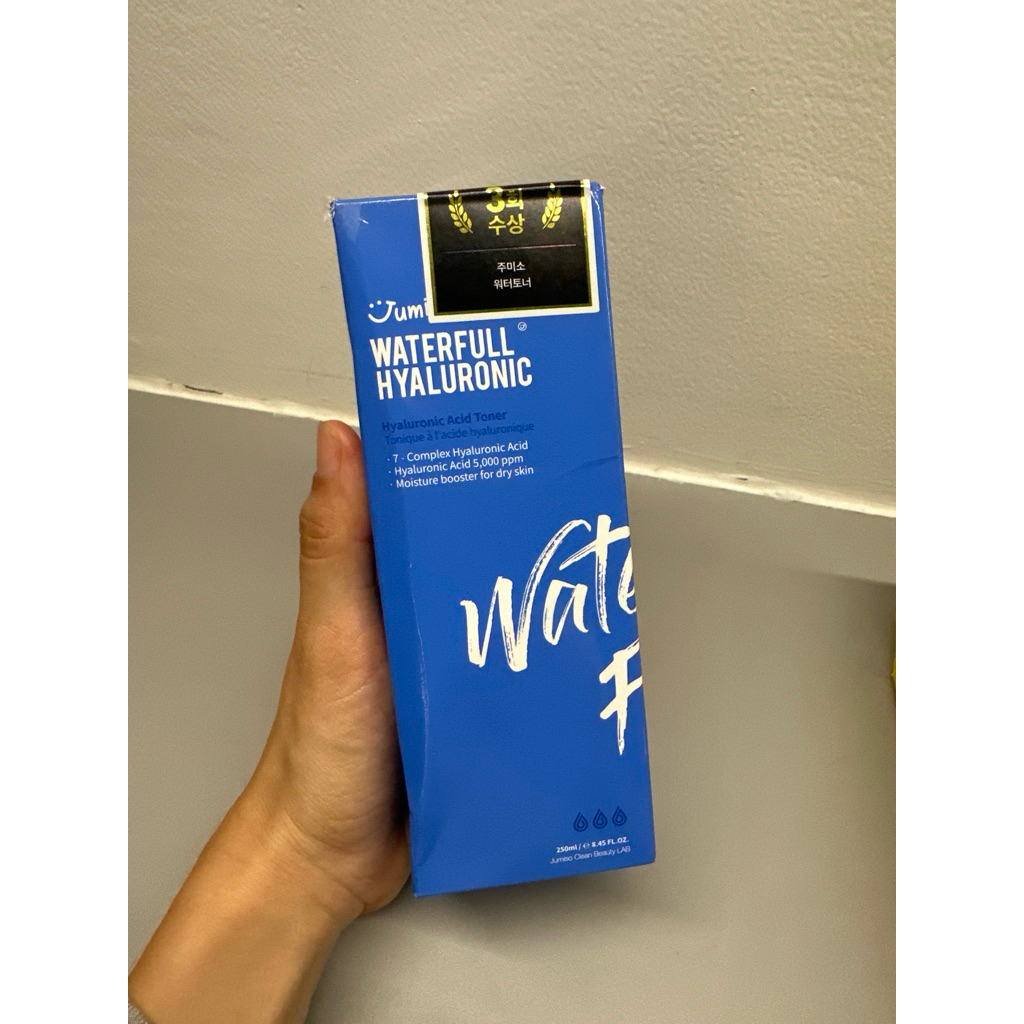 3회
수상
주미소
워터토너
Jumi
WATERFULL
HYALURONIC
Hyaluronic Acid Toner
Tonique à l'acide hyaluronique
· 7 - Complex Hyaluronic Acid
· Hyaluronic Acid 5,000 ppm
· Moisture booster for dry skin
Wate
F
250ml / ℮ 8.45 FL.OZ.
Jumiso Clean Beauty LAB